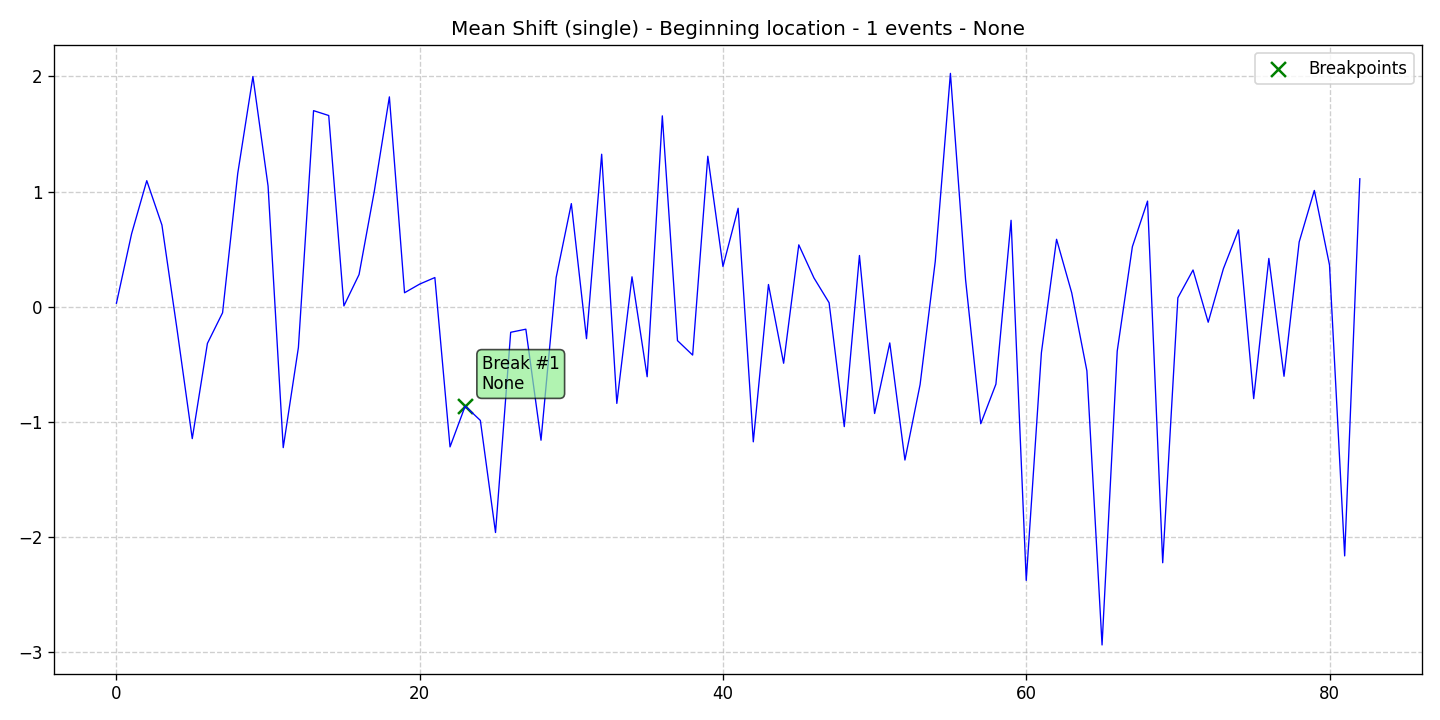 Mean Shift (single) - Beginning location - 1 events - None
Breakpoints
2
1
0
−1
−2
−3
Break #1
None
0
20
40
60
80